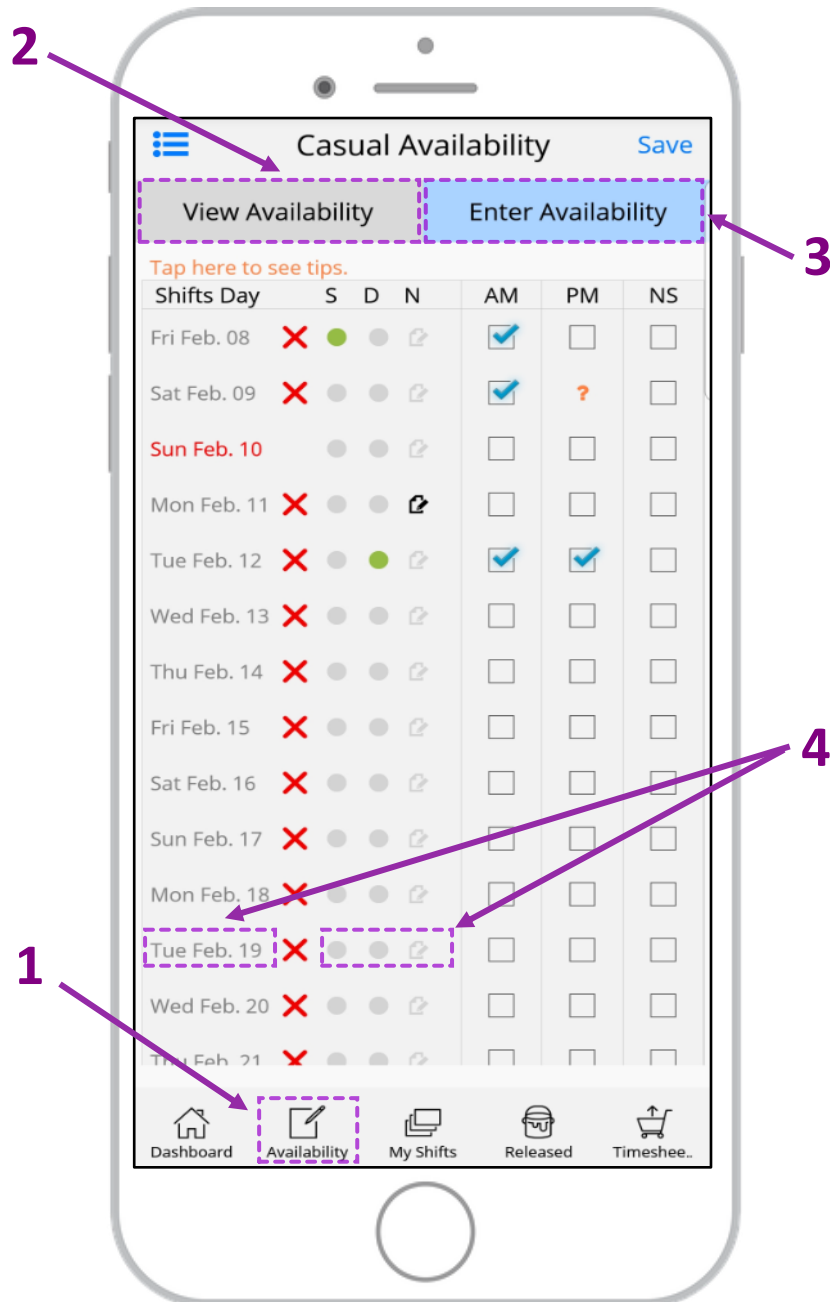 2
Casual Availability Save
View Availability Enter Availability
3
Tap here to see tips.
Shifts Day S D N AM PM NS
Fri Feb. 08
Sat Feb. 09 ?
Sun Feb. 10
Mon Feb. 11
Tue Feb. 12
Wed Feb. 13
Thu Feb. 14
Fri Feb. 15
4
Sat Feb. 16
Sun Feb. 17
Mon Feb. 18
Tue Feb. 19
1
Wed Feb. 20
Thu Feb. 21
Dashboard Availability My Shifts Released Timeshee..